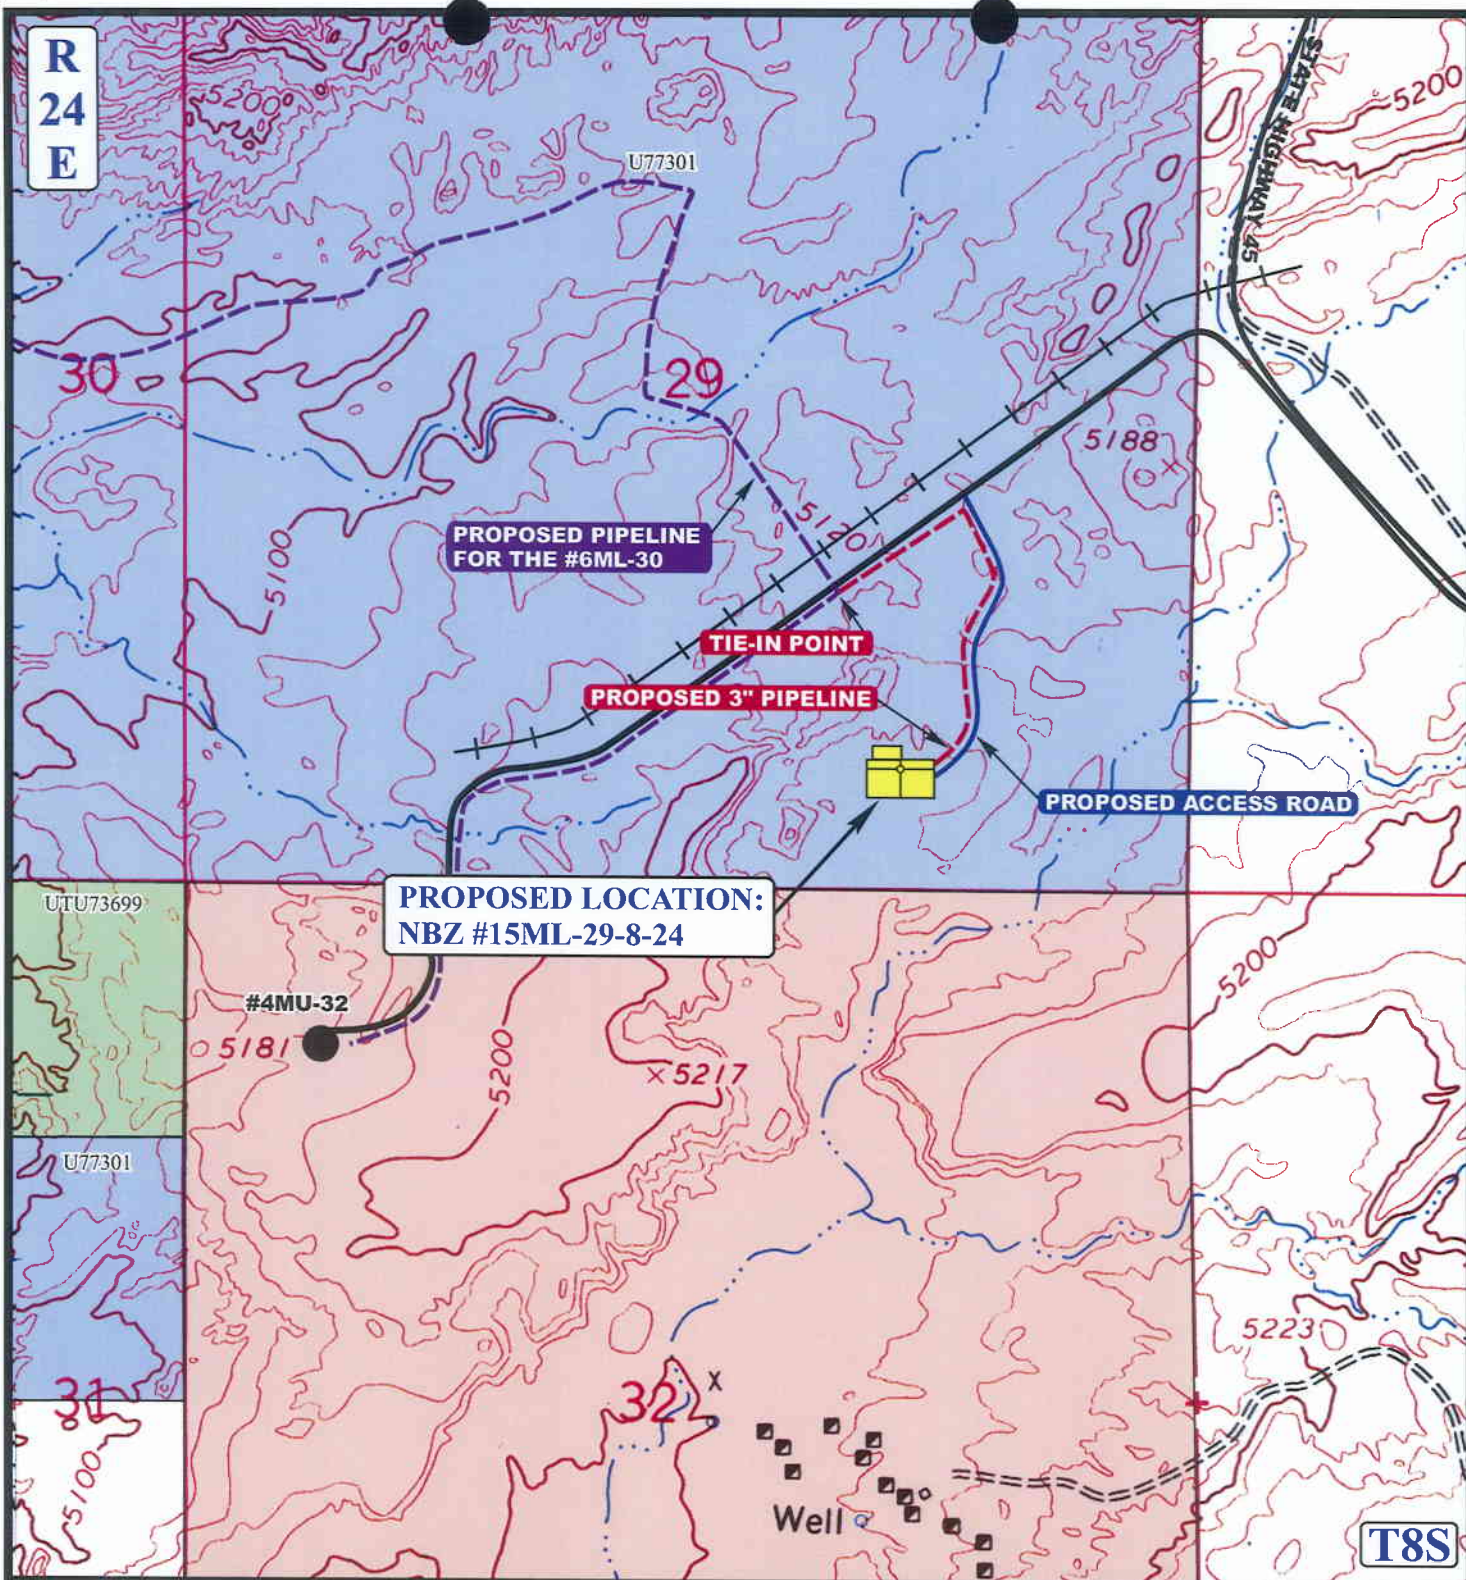 R
24
E
5200
U77301
STATE HIGHWAY 45
5200
30
29
5188
5120
5100
PROPOSED PIPELINE
FOR THE #6ML-30
TIE-IN POINT
PROPOSED 3" PIPELINE
PROPOSED ACCESS ROAD
UTU73699
PROPOSED LOCATION:
NBZ #15ML-29-8-24
5200
#4MU-32
5181
5200
5217
U77301
5223
31
32
X
5100
Well
T8S